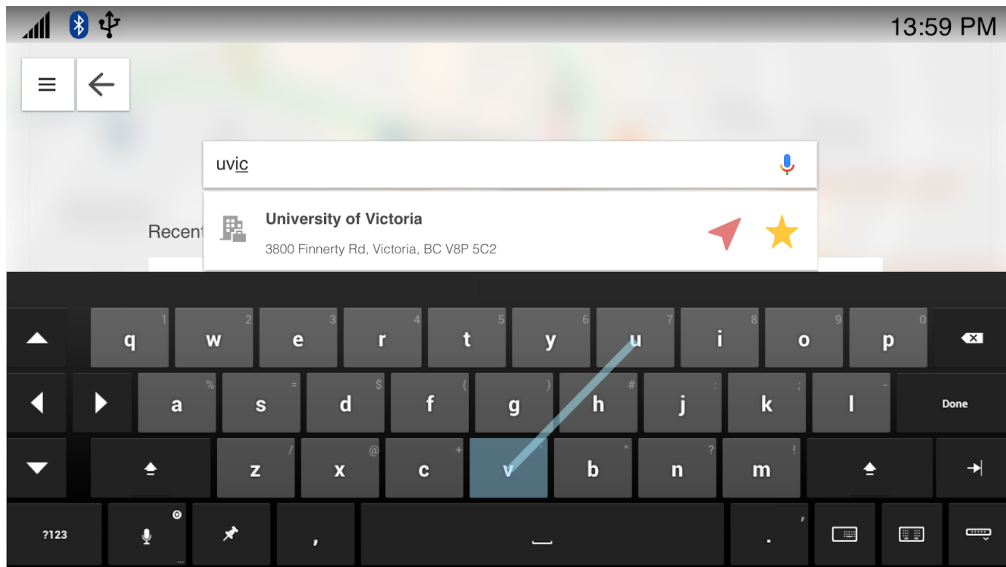 13:59 PM
uvic
University of Victoria
Recent
3800 Finnerty Rd, Victoria, BC V8P 5C2
1 2 3 4 5 6 7 8 9 0
q w e r t y u i o p
% = $ ( ) # : ; -
a s d f g h j k l Done
/ @ + " ? !
z x c v b n m
?123 , . ,